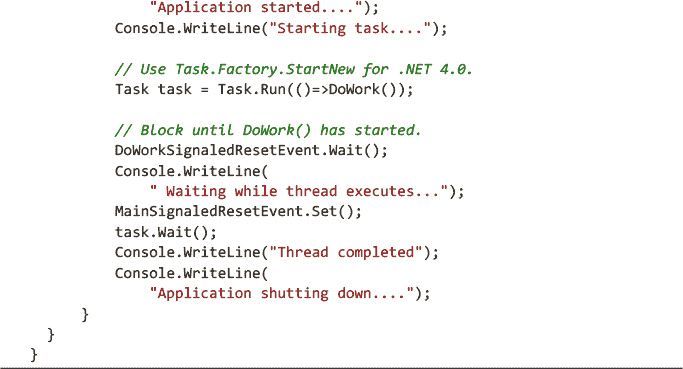 "Application started....");
Console.WriteLine("Starting task....");
// Use Task.Factory.StartNew for .NET 4.0.
Task task = Task.Run(()=>DoWork());
// Block until DoWork() has started.
DoWorkSignaledResetEvent.Wait();
Console.WriteLine(
" Waiting while thread executes...");
MainSignaledResetEvent.Set();
task.Wait();
Console.WriteLine("Thread completed");
Console.WriteLine(
"Application shutting down....");
}
}
}